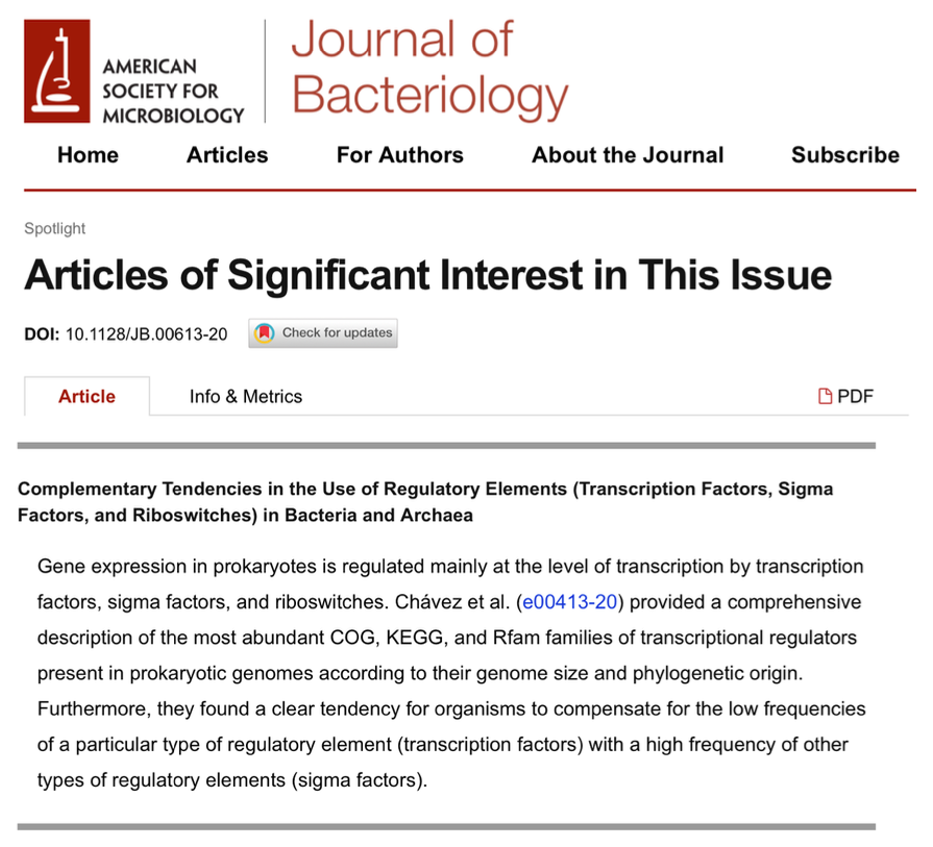 AMERICAN
SOCIETY FOR
MICROBIOLOGY
Journal of
Bacteriology
Home Articles For Authors About the Journal Subscribe
Spotlight
Articles of Significant Interest in This Issue
DOI: 10.1128/JB.00613-20 Check for updates
Article Info & Metrics PDF
Complementary Tendencies in the Use of Regulatory Elements (Transcription Factors, Sigma
Factors, and Riboswitches) in Bacteria and Archaea
Gene expression in prokaryotes is regulated mainly at the level of transcription by transcription
factors, sigma factors, and riboswitches. Chávez et al. (e00413-20) provided a comprehensive
description of the most abundant COG, KEGG, and Rfam families of transcriptional regulators
present in prokaryotic genomes according to their genome size and phylogenetic origin.
Furthermore, they found a clear tendency for organisms to compensate for the low frequencies
of a particular type of regulatory element (transcription factors) with a high frequency of other
types of regulatory elements (sigma factors).